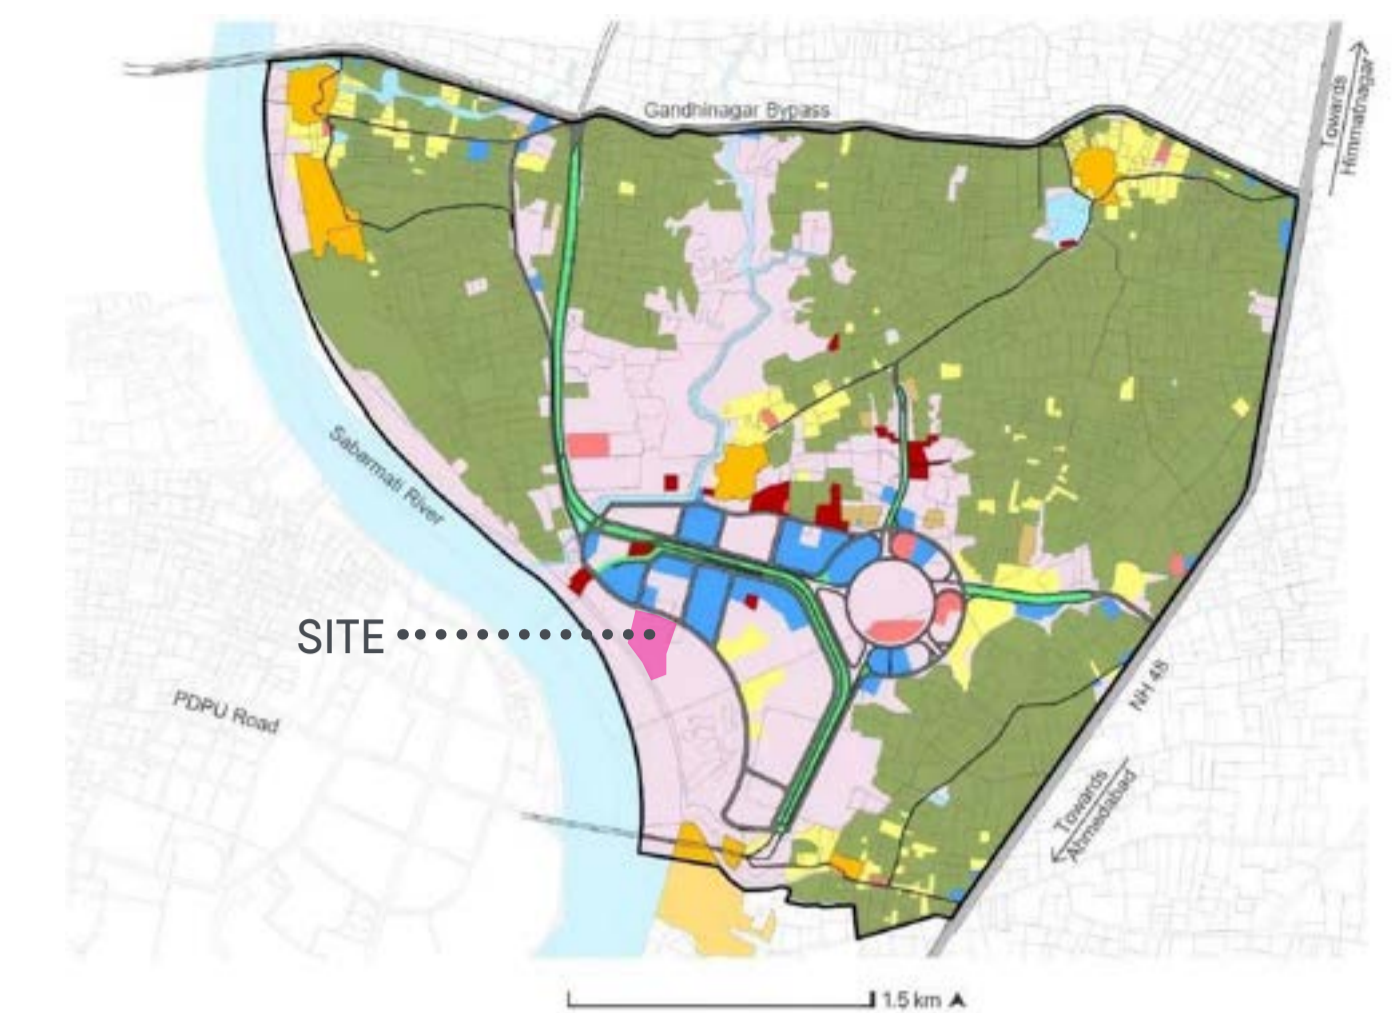 Gandhinagar Bypass
Towards
Himmatnagar
Sabarmati River
SITE
PDPU Road
NH 48
Towards
Ahmedabad
1.5 km